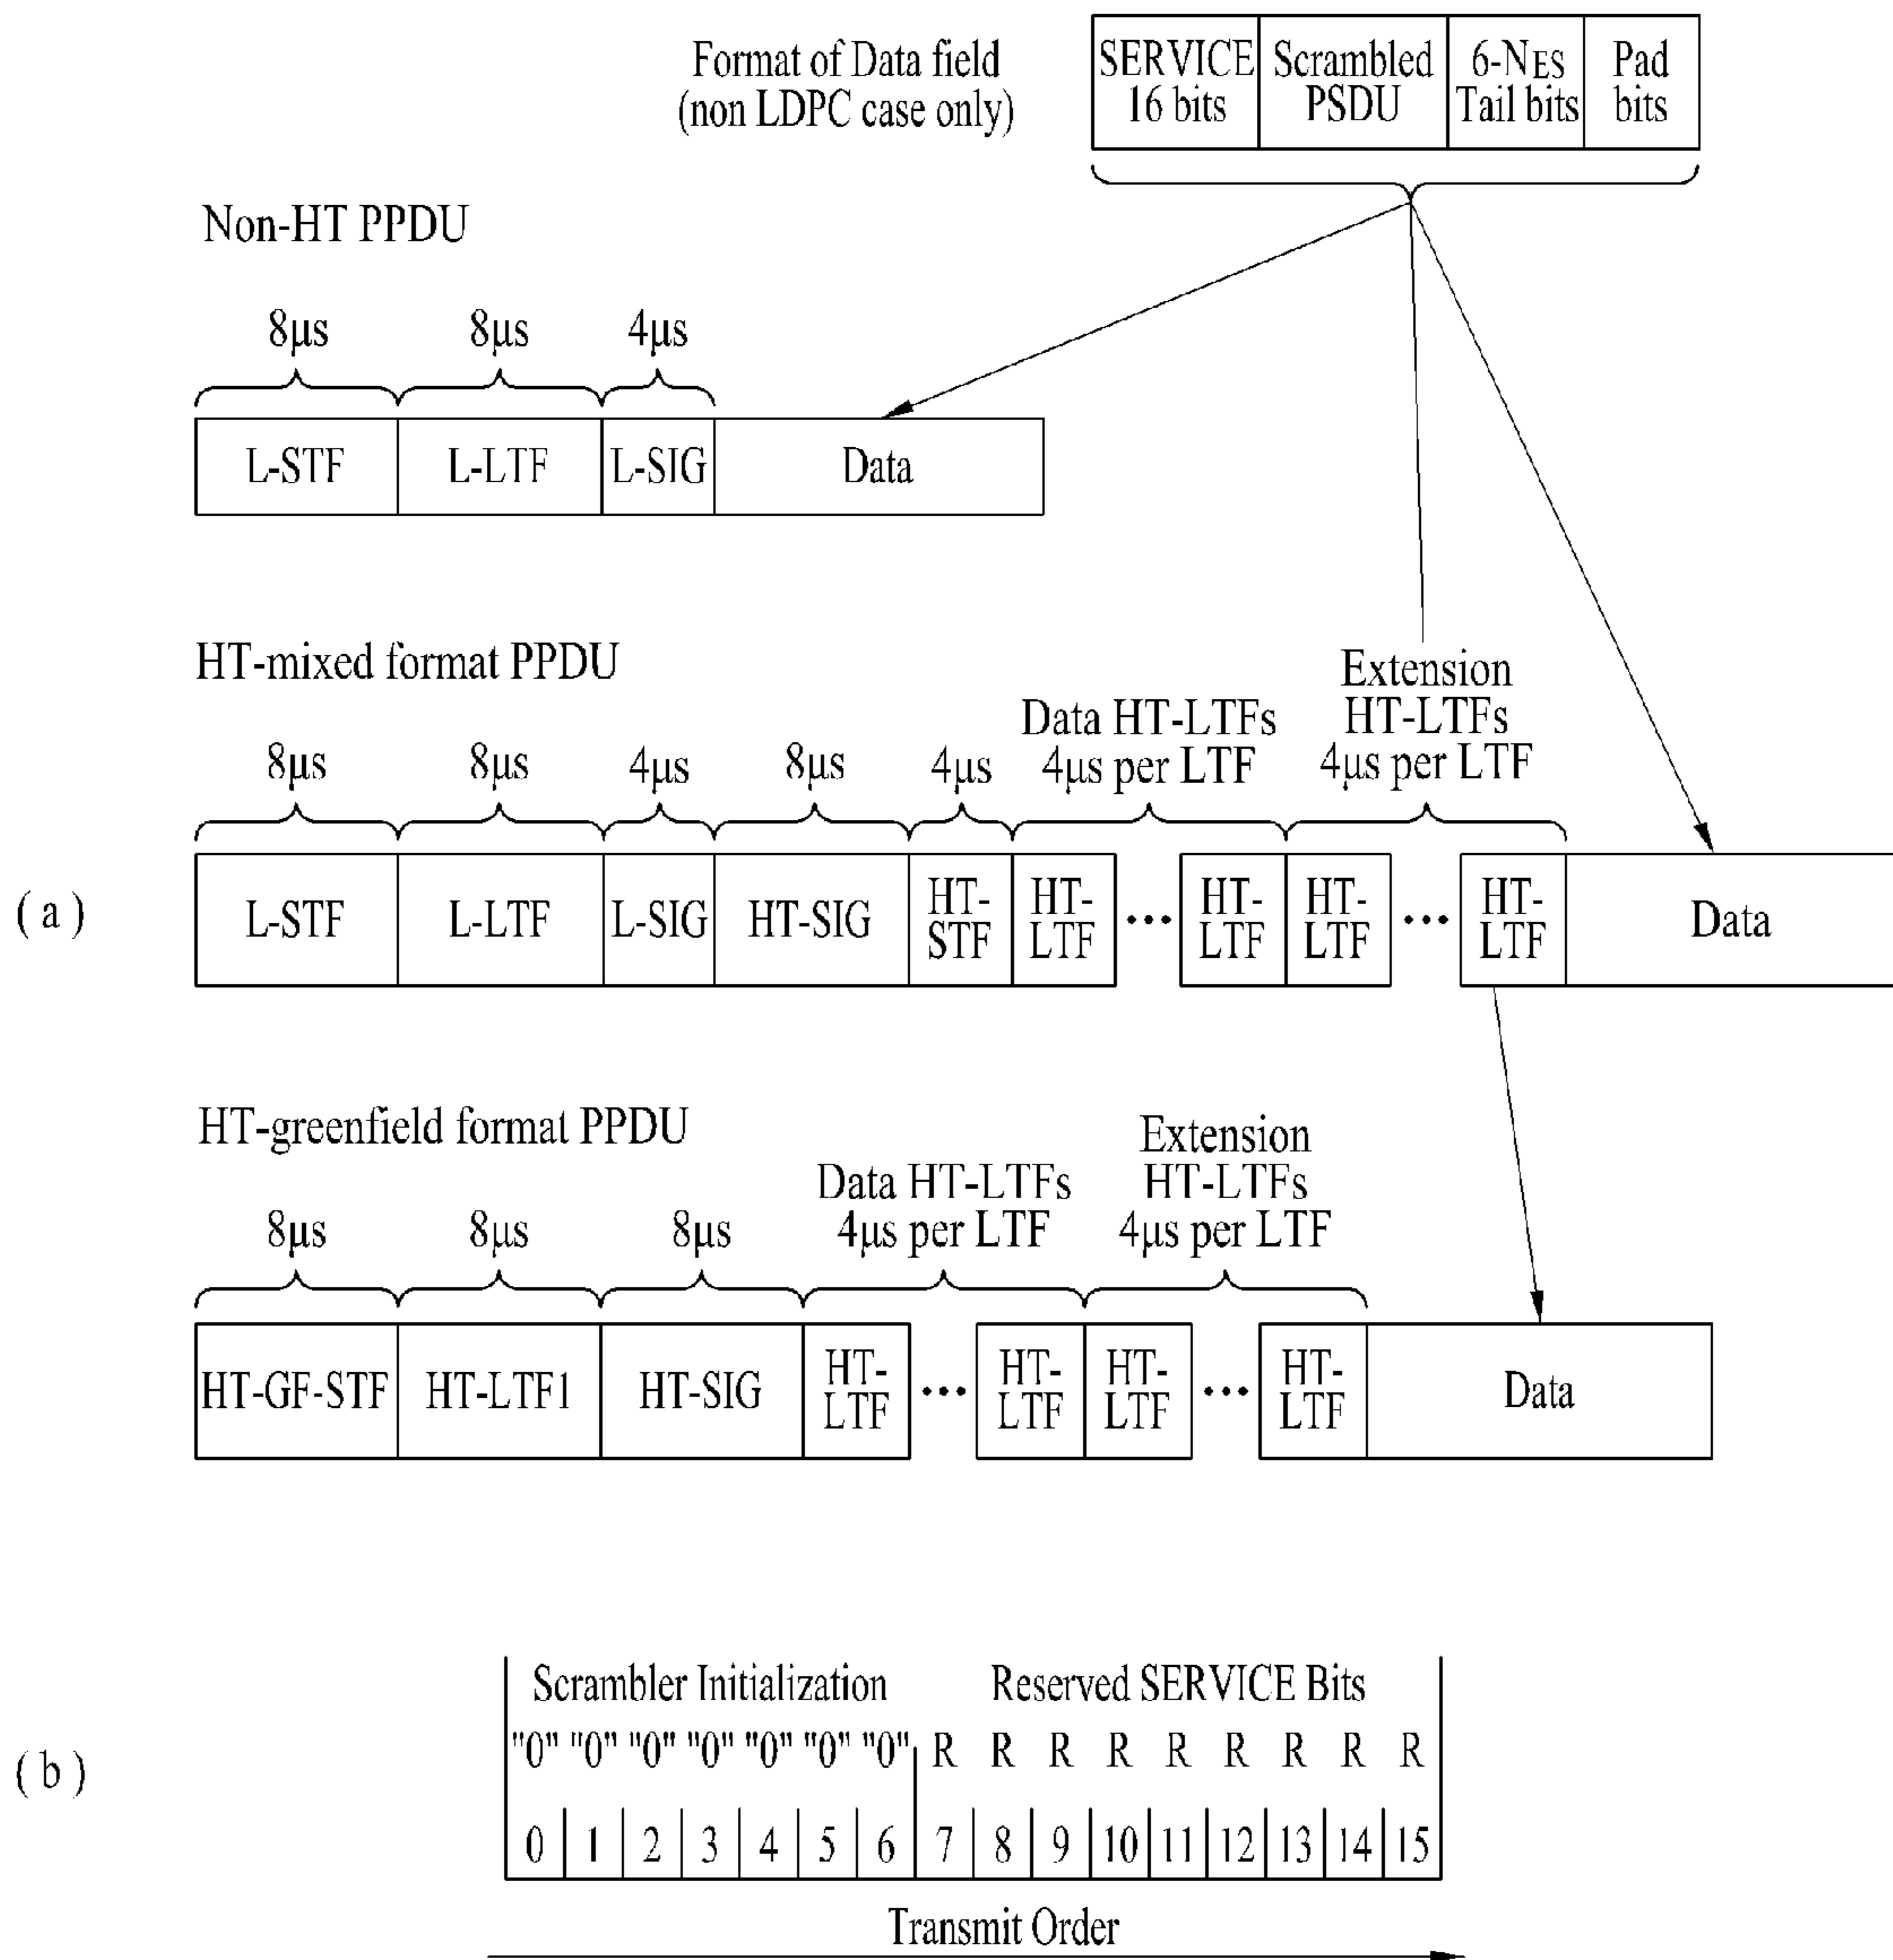 Format of Data field
(non LDPC case only)
SERVICE
16 bits
Scrambled
PSDU
6-NES
Tail bits
Pad
bits
Non-HT PPDU
8μs
8μs
4μs
L-STF
L-LTF
L-SIG
Data
HT-mixed format PPDU
8μs
8μs
4μs
8μs
4μs
Data HT-LTFs
4μs per LTF
Extension
HT-LTFs
4μs per LTF
(a)
L-STF
L-LTF
L-SIG
HT-SIG
HT-
STF
HT-
LTF
•••
HT-
LTF
HT-
LTF
•••
HT-
LTF
Data
HT-greenfield format PPDU
8μs
8μs
8μs
Data HT-LTFs
4μs per LTF
Extension
HT-LTFs
4μs per LTF
HT-GF-STF
HT-LTF1
HT-SIG
HT-
LTF
•••
HT-
LTF
HT-
LTF
•••
HT-
LTF
Data
(b)
Scrambler Initialization
Reserved SERVICE Bits
"0" "0" "0" "0" "0" "0" "0" R R R R R R R R R
0 1 2 3 4 5 6 7 8 9 10 11 12 13 14 15
Transmit Order